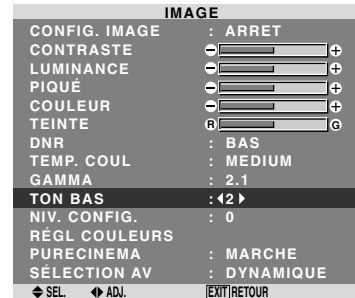 IMAGE
CONFIG. IMAGE : ARRET
CONTRASTE
LUMINANCE
PIQUÉ
COULEUR
TEINTE R G
DNR : BAS
TEMP. COUL : MEDIUM
GAMMA : 2.1
TON BAS : 2
NIV. CONFIG. : 0
RÉGL COULEURS
PURECINEMA : MARCHE
SÉLECTION AV : DYNAMIQUE
SEL. ADJ. EXIT RETOUR